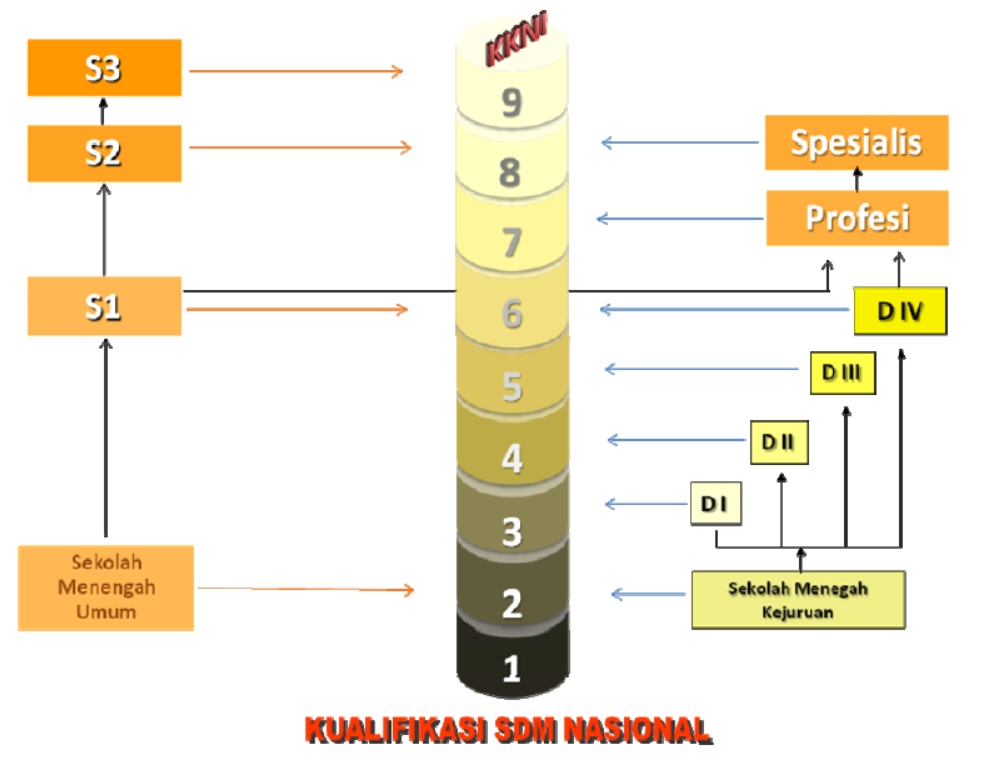 KKNI
S3
9
S2
Spesialis
8
Profesi
7
S1
6
D IV
5
D III
4
D II
3
D I
Sekolah
Menengah
Umum
2
Sekolah Menegah
Kejuruan
1
KUALIFIKASI SDM NASIONAL